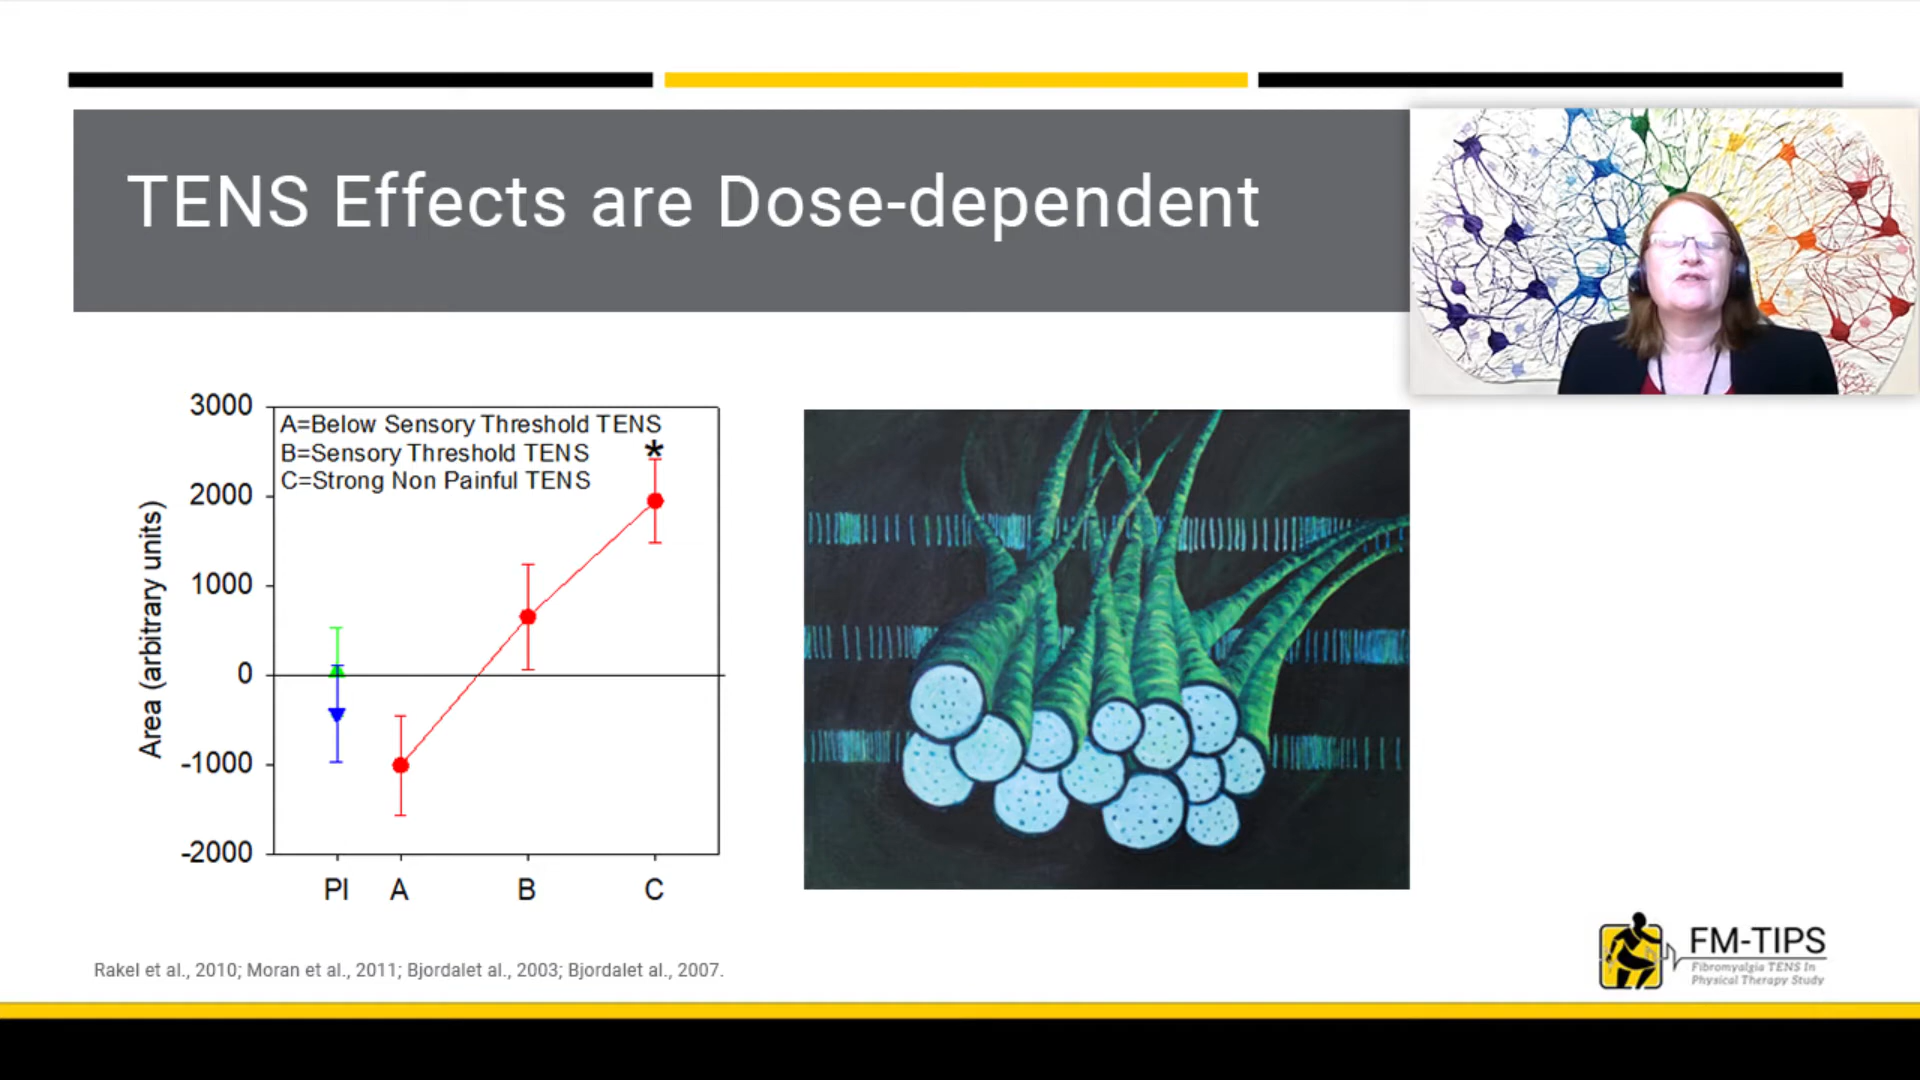 TENS Effects are Dose-dependent
3000
2000
1000
0
-1000
-2000
Area (arbitrary units)
A=Below Sensory Threshold TENS
B=Sensory Threshold TENS
C=Strong Non Painful TENS
*
PI A B C
Rakel et al., 2010; Moran et al., 2011; Bjordalet al., 2003; Bjordalet al., 2007.
FM-TIPS
Fibromyalgia TENS In
Physical Therapy Study